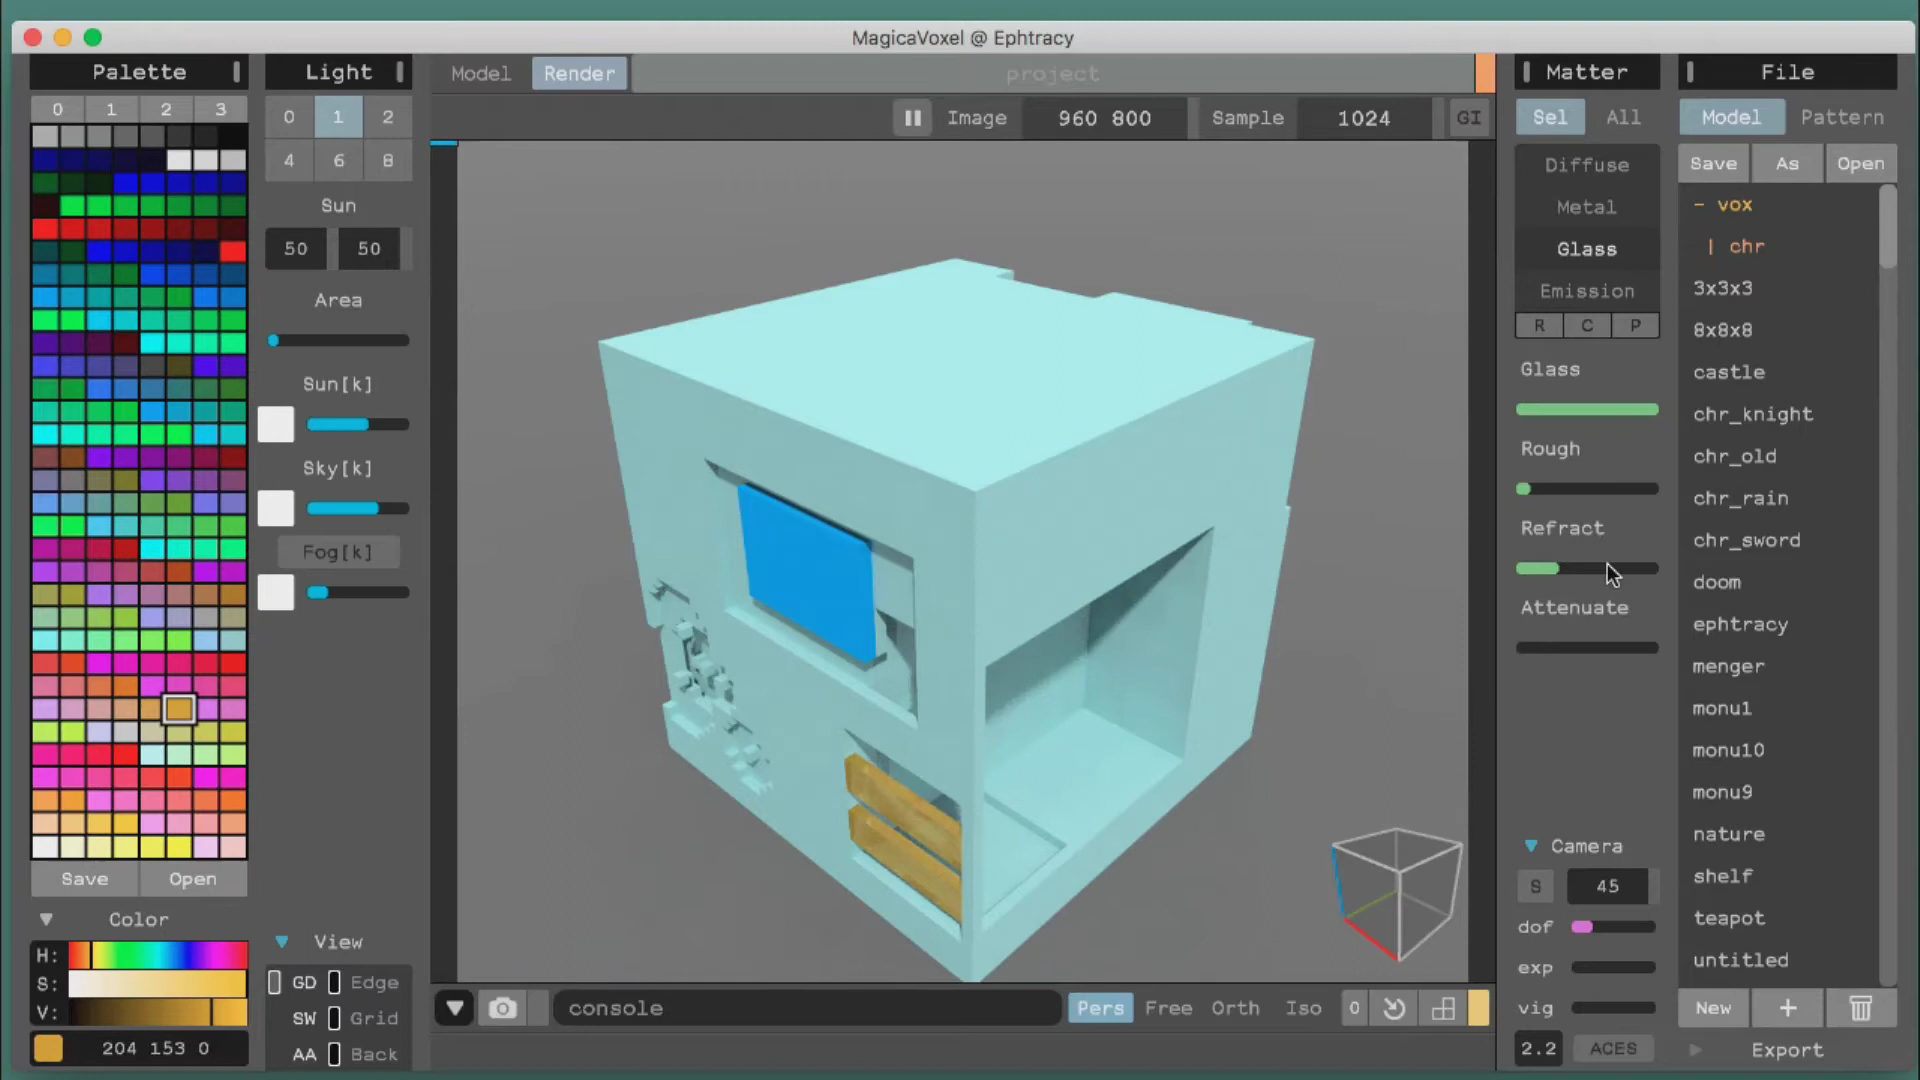 MagicaVoxel @ Ephtracy
Palette
0 1 2 3
Save Open
Color
H:
S:
V:
204 153 0
Light
0 1 2
4 6 8
Sun
50 50
Area
Sun[k]
Sky[k]
Fog[k]
View
GD Edge
SW Grid
AA Back
Model Render project
Image 960 800 Sample 1024 GI
console Pers Free Orth Iso 0
Matter
Sel All
Diffuse
Metal
Glass
Emission
R C P
Glass
Rough
Refract
Attenuate
Camera
S 45
dof
exp
vig
2.2 ACES
File
Model Pattern
Save As Open
- vox
| chr
3x3x3
8x8x8
castle
chr_knight
chr_old
chr_rain
chr_sword
doom
ephtracy
menger
monu1
monu10
monu9
nature
shelf
teapot
untitled
New +
Export